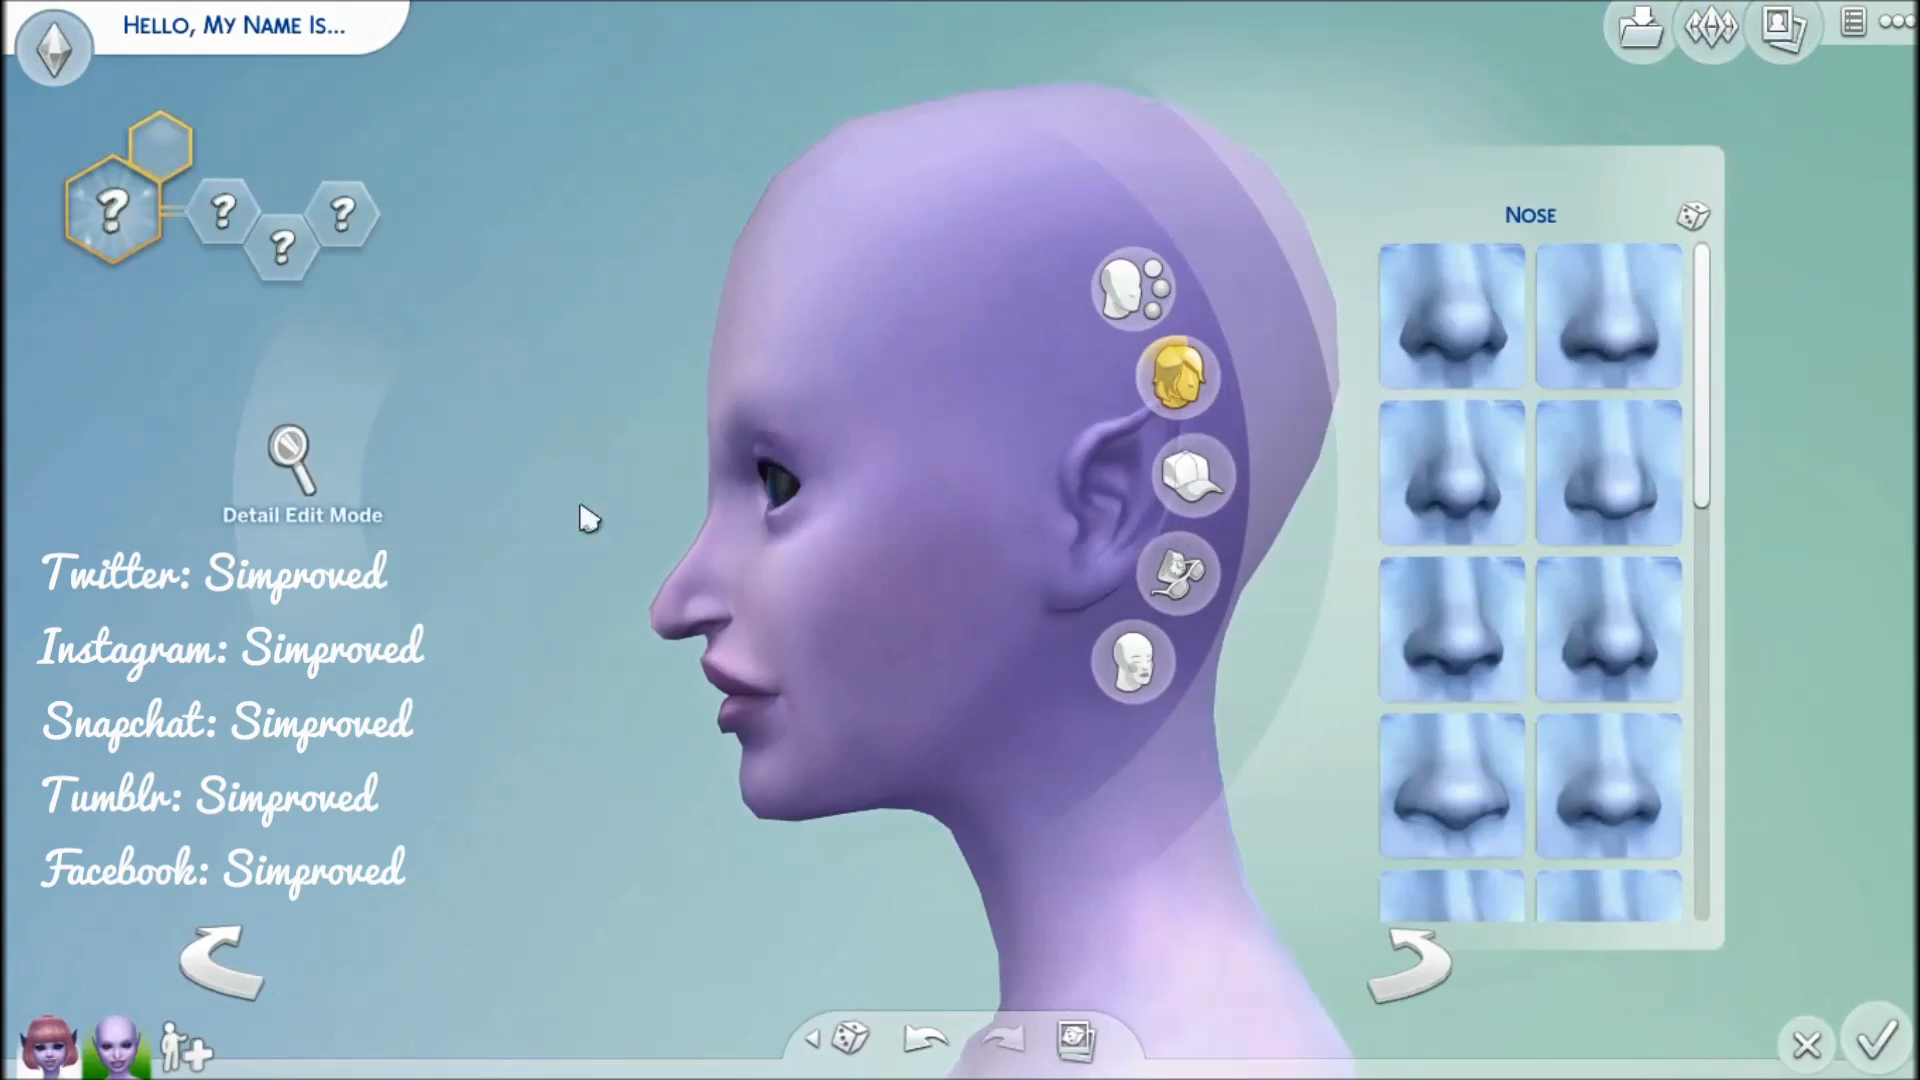 Hello, My Name Is...
?
?
?
?
Nose
Detail Edit Mode
Twitter: Simproved
Instagram: Simproved
Snapchat: Simproved
Tumblr: Simproved
Facebook: Simproved